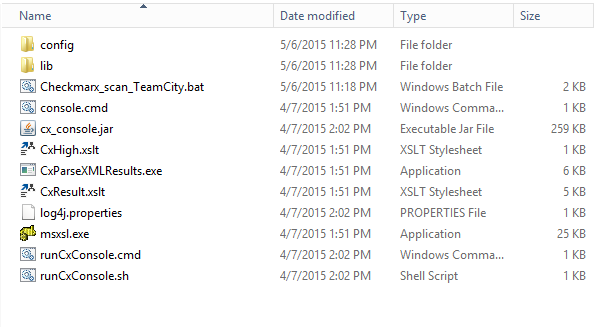 Name Date modified Type Size
config 5/6/2015 11:28 PM File folder
lib 5/6/2015 11:28 PM File folder
Checkmarx_scan_TeamCity.bat 5/6/2015 11:18 PM Windows Batch File 2 KB
console.cmd 4/7/2015 1:51 PM Windows Comma... 1 KB
cx_console.jar 4/7/2015 2:02 PM Executable Jar File 259 KB
CxHigh.xslt 4/7/2015 1:51 PM XSLT Stylesheet 1 KB
CxParseXMLResults.exe 4/7/2015 1:51 PM Application 6 KB
CxResult.xslt 4/7/2015 1:51 PM XSLT Stylesheet 5 KB
log4j.properties 4/7/2015 2:02 PM PROPERTIES File 1 KB
msxsl.exe 4/7/2015 1:51 PM Application 25 KB
runCxConsole.cmd 4/7/2015 2:02 PM Windows Comma... 1 KB
runCxConsole.sh 4/7/2015 2:02 PM Shell Script 1 KB